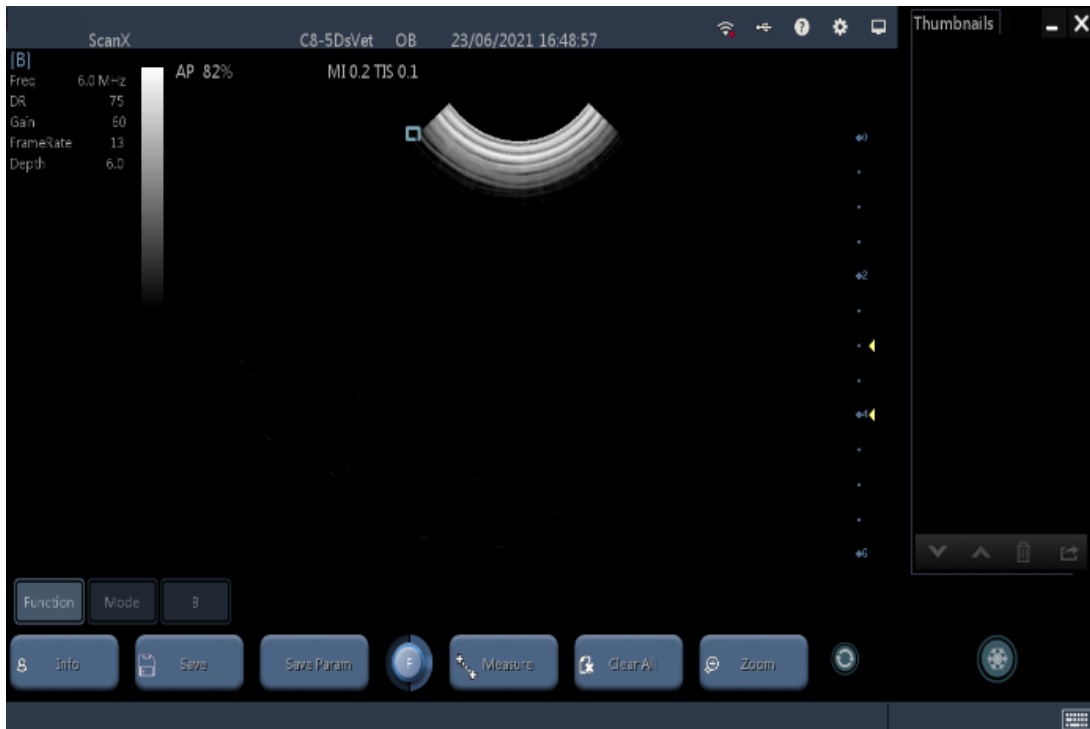 Thumbnails
ScanX C8-5DsVet OB 23/06/2021 16:48:57
[B]
Freq 6.0 MHz
DR 75
Gain 60
FrameRate 13
Depth 6.0
AP 82% MI 0.2 TIS 0.1
0
2
4
6
Function Mode B
Info Save Save Param F Measure Clear All Zoom